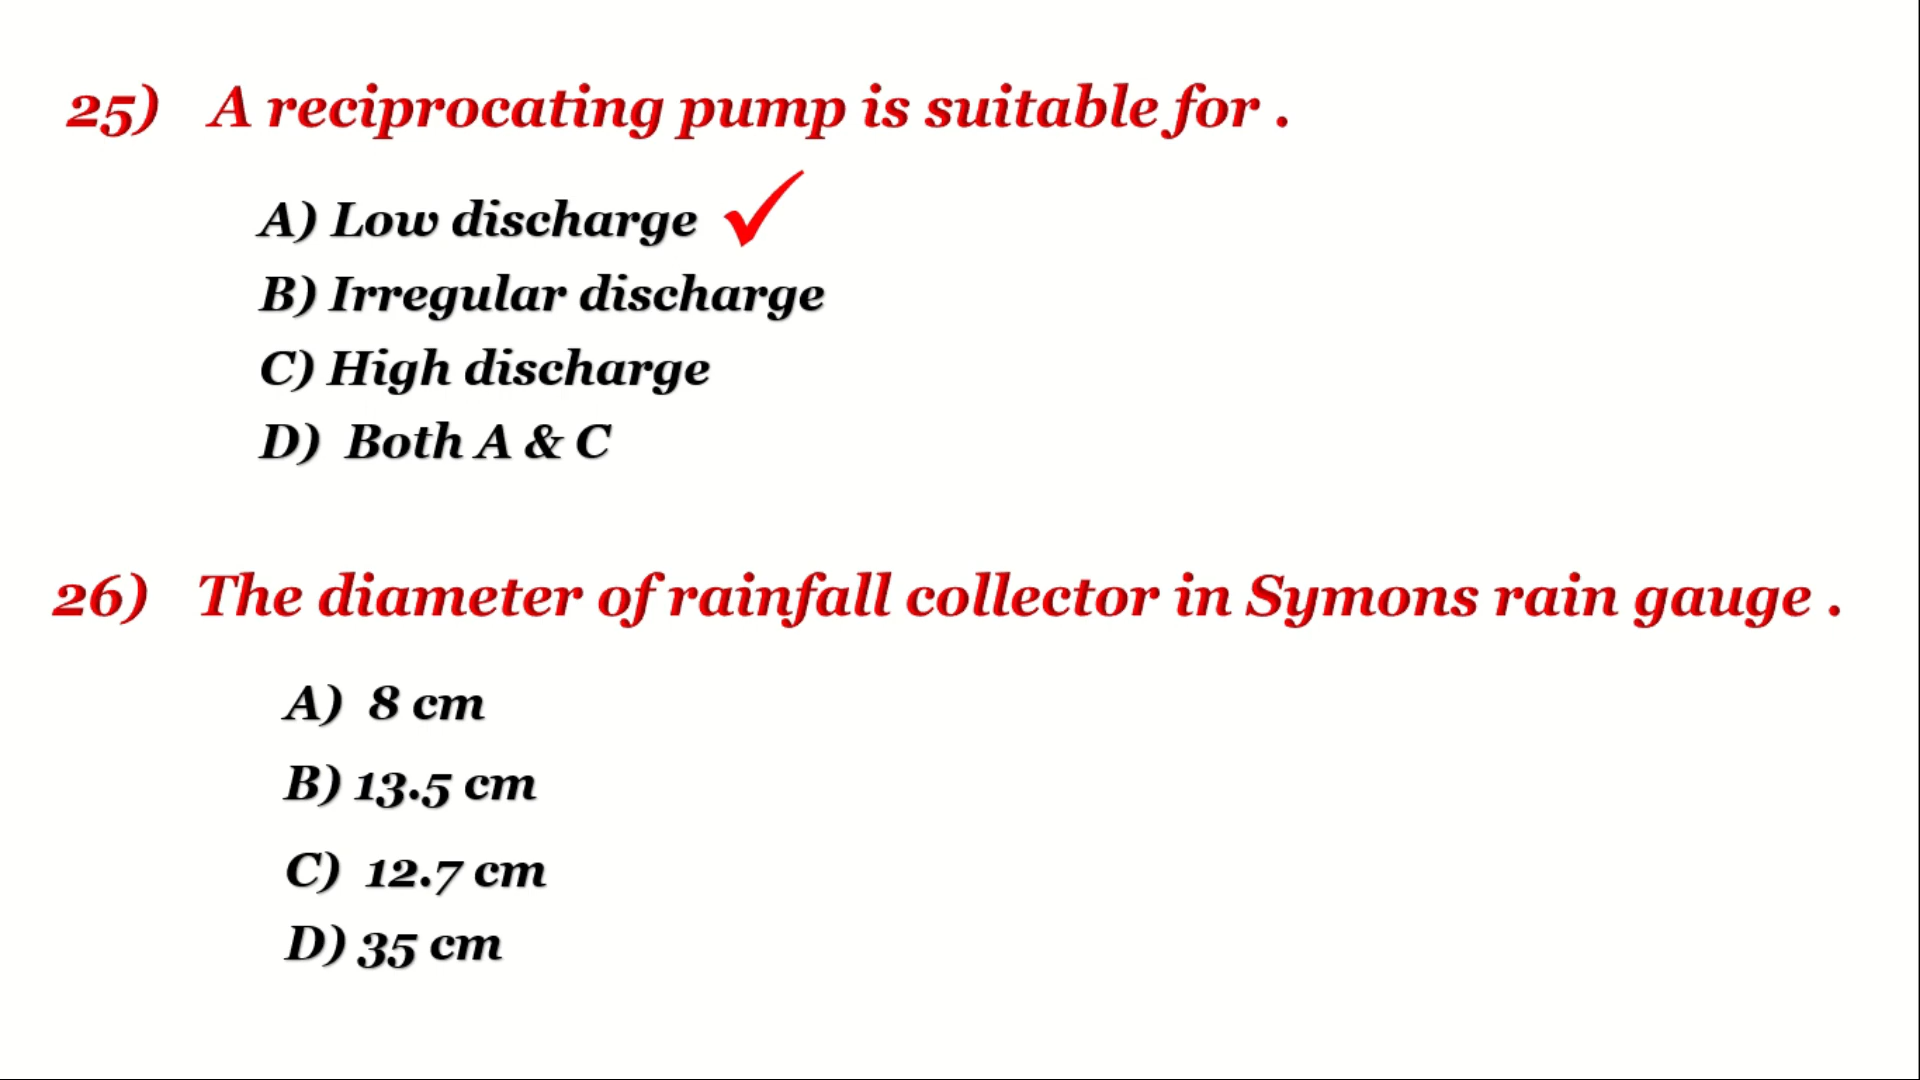 25) A reciprocating pump is suitable for .
A) Low discharge
B) Irregular discharge
C) High discharge
D) Both A & C
26) The diameter of rainfall collector in Symons rain gauge .
A) 8 cm
B) 13.5 cm
C) 12.7 cm
D) 35 cm